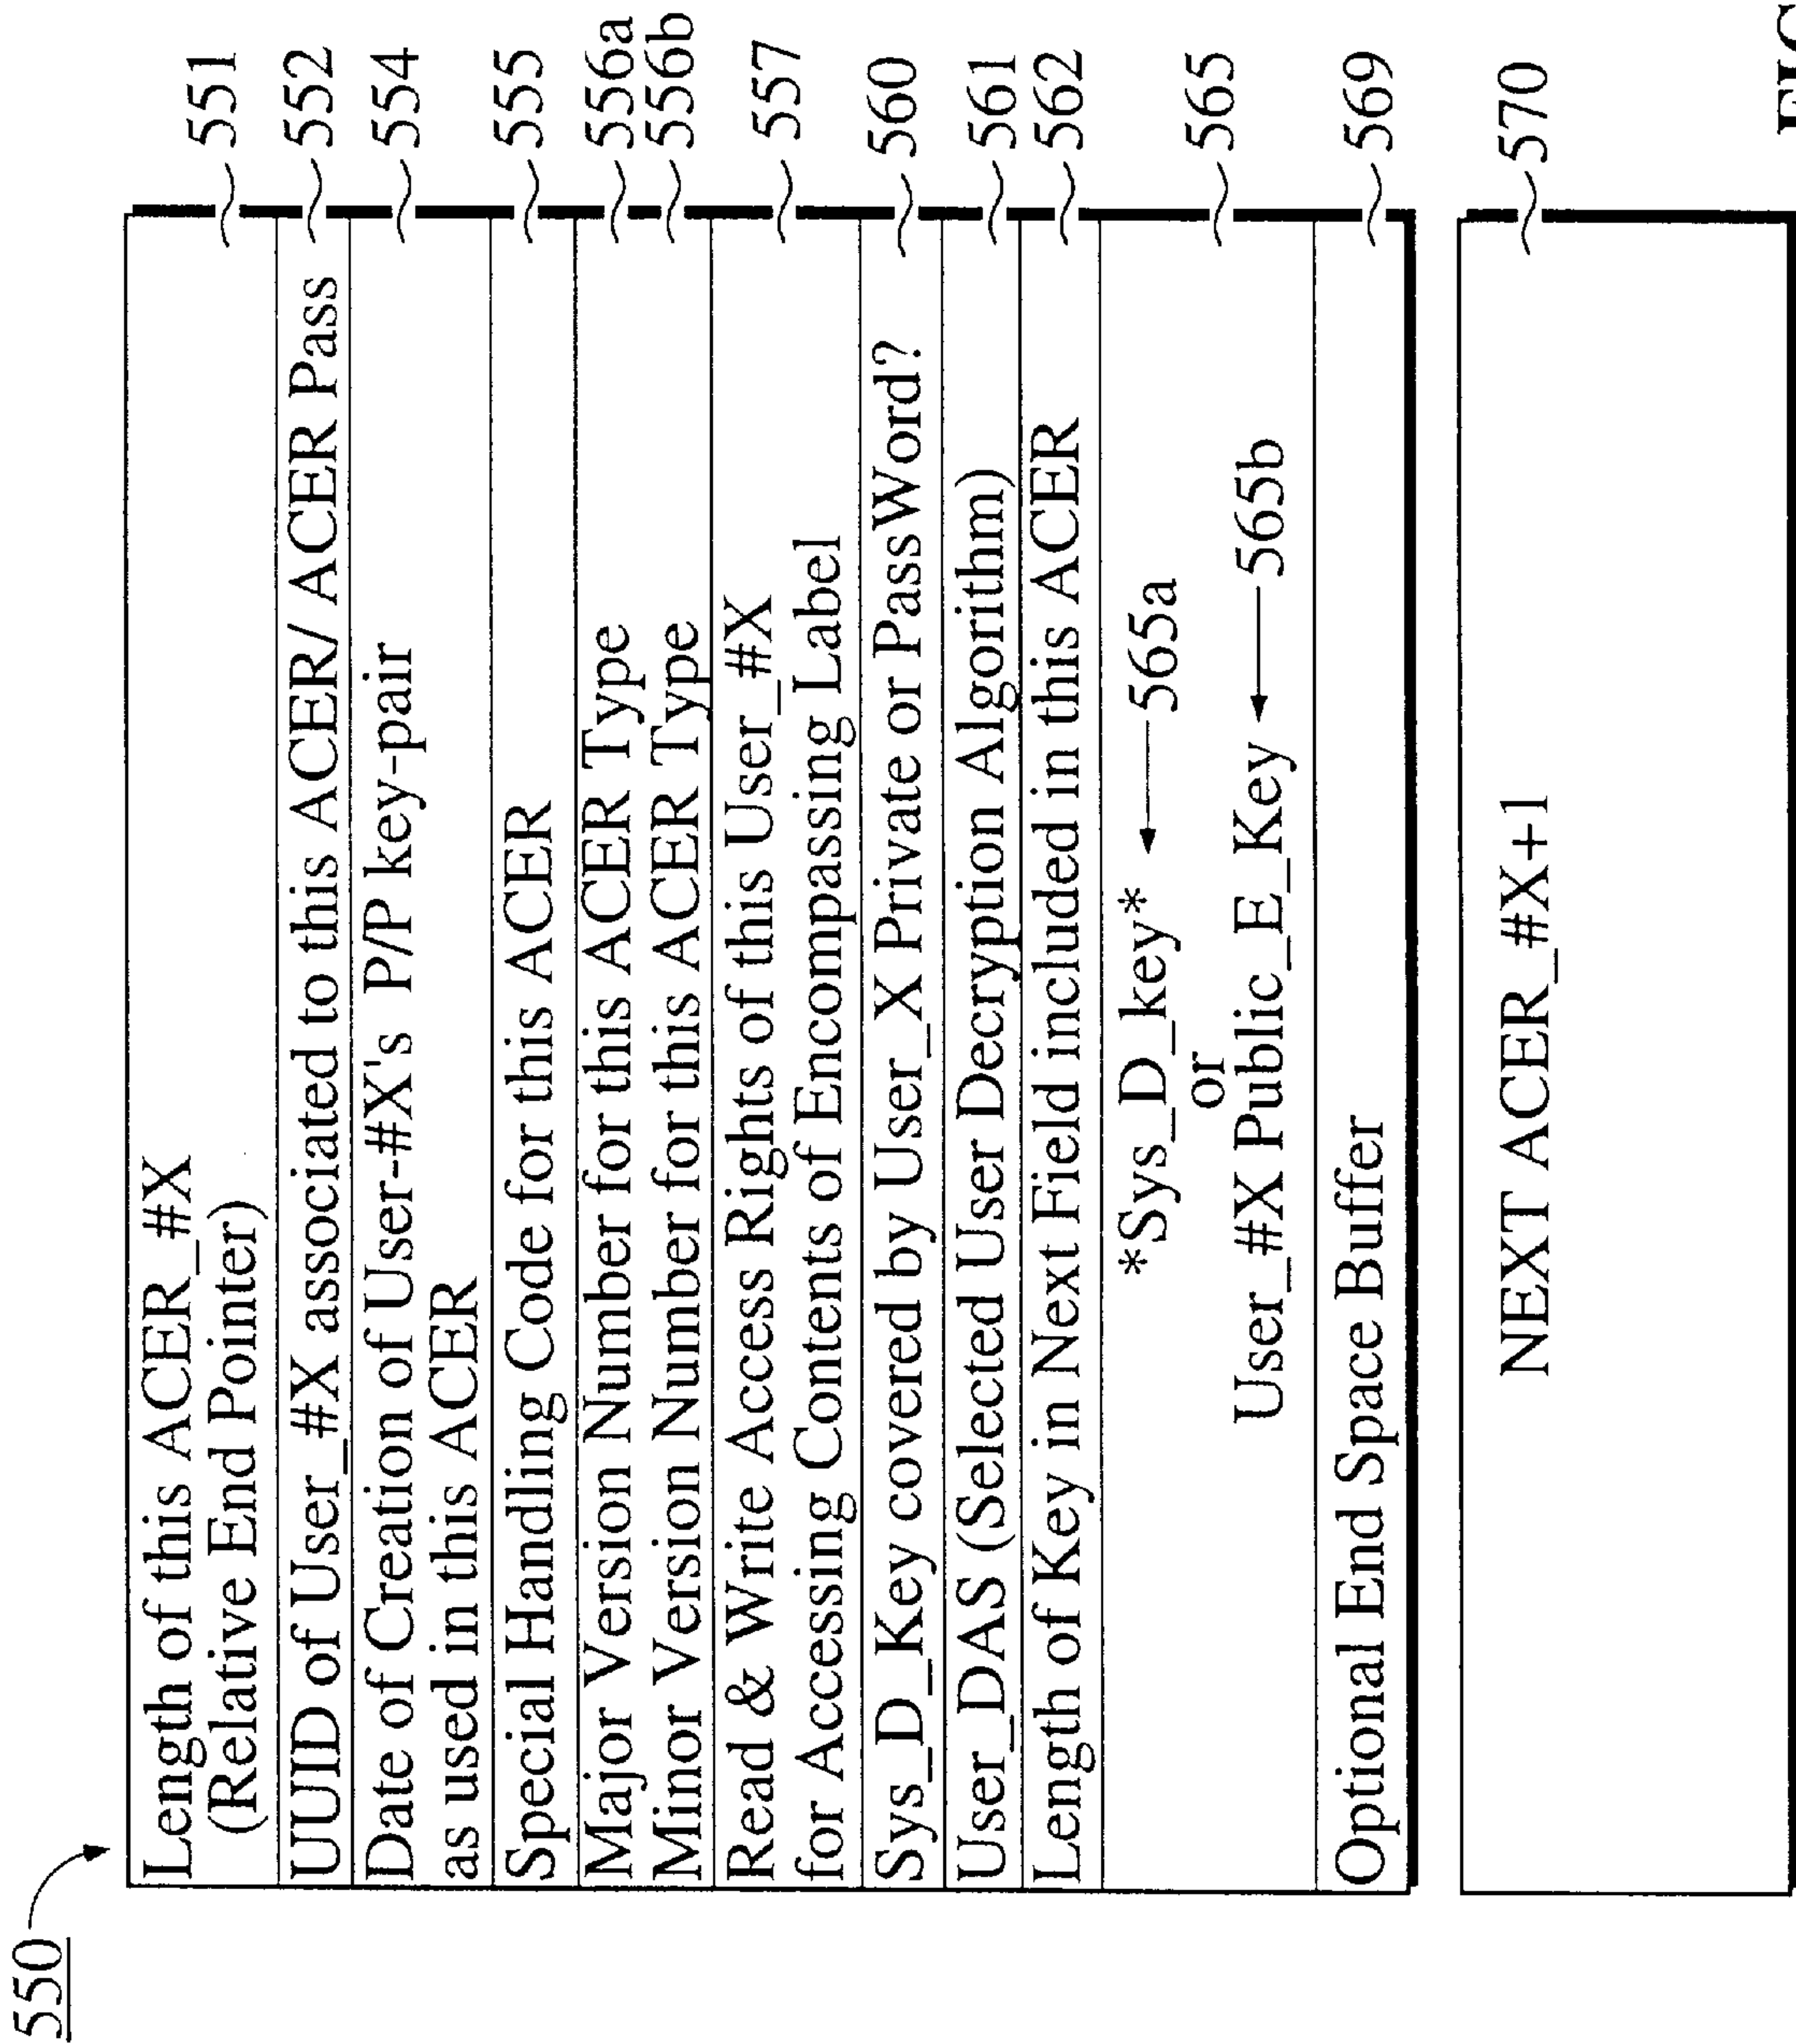 550
Length of this ACER_#X 551
(Relative End Pointer)
UUID of User_#X associated to this ACER/ ACER Pass 552
Date of Creation of User-#X's P/P key-pair 554
as used in this ACER
Special Handling Code for this ACER 555
Major Version Number for this ACER Type 556a
Minor Version Number for this ACER Type 556b
Read & Write Access Rights of this User_#X 557
for Accessing Contents of Encompassing Label
Sys_D_Key covered by User_X Private or PassWord? 560
User_DAS (Selected User Decryption Algorithm) 561
Length of Key in Next Field included in this ACER 562
*Sys_D_key* 565a
or 565
User_#X Public_E_Key 565b
Optional End Space Buffer 569
NEXT ACER_#X+1 570